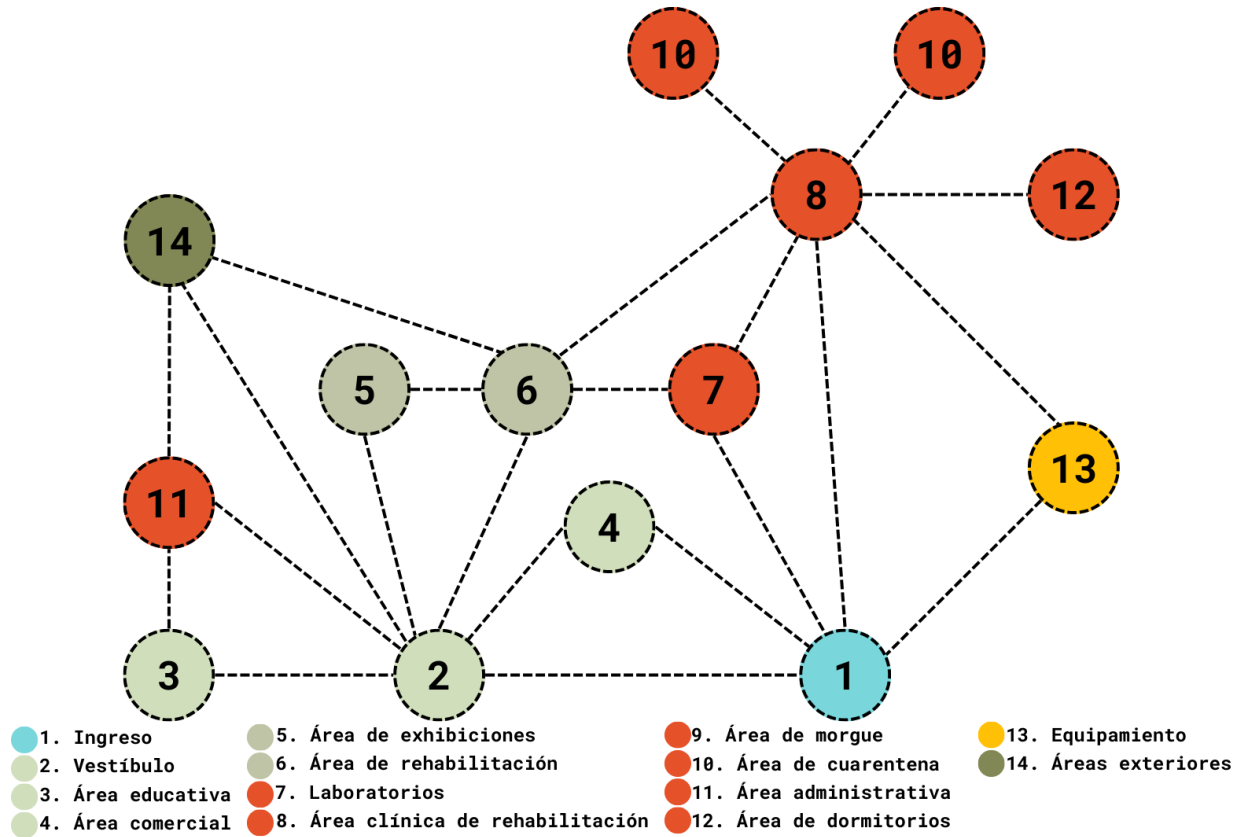 10 10
8 12
14
5 6 7
13
11 4
3 2 1
1. Ingreso
2. Vestíbulo
3. Área educativa
4. Área comercial
5. Área de exhibiciones
6. Área de rehabilitación
7. Laboratorios
8. Área clínica de rehabilitación
9. Área de morgue
10. Área de cuarentena
11. Área administrativa
12. Área de dormitorios
13. Equipamiento
14. Áreas exteriores